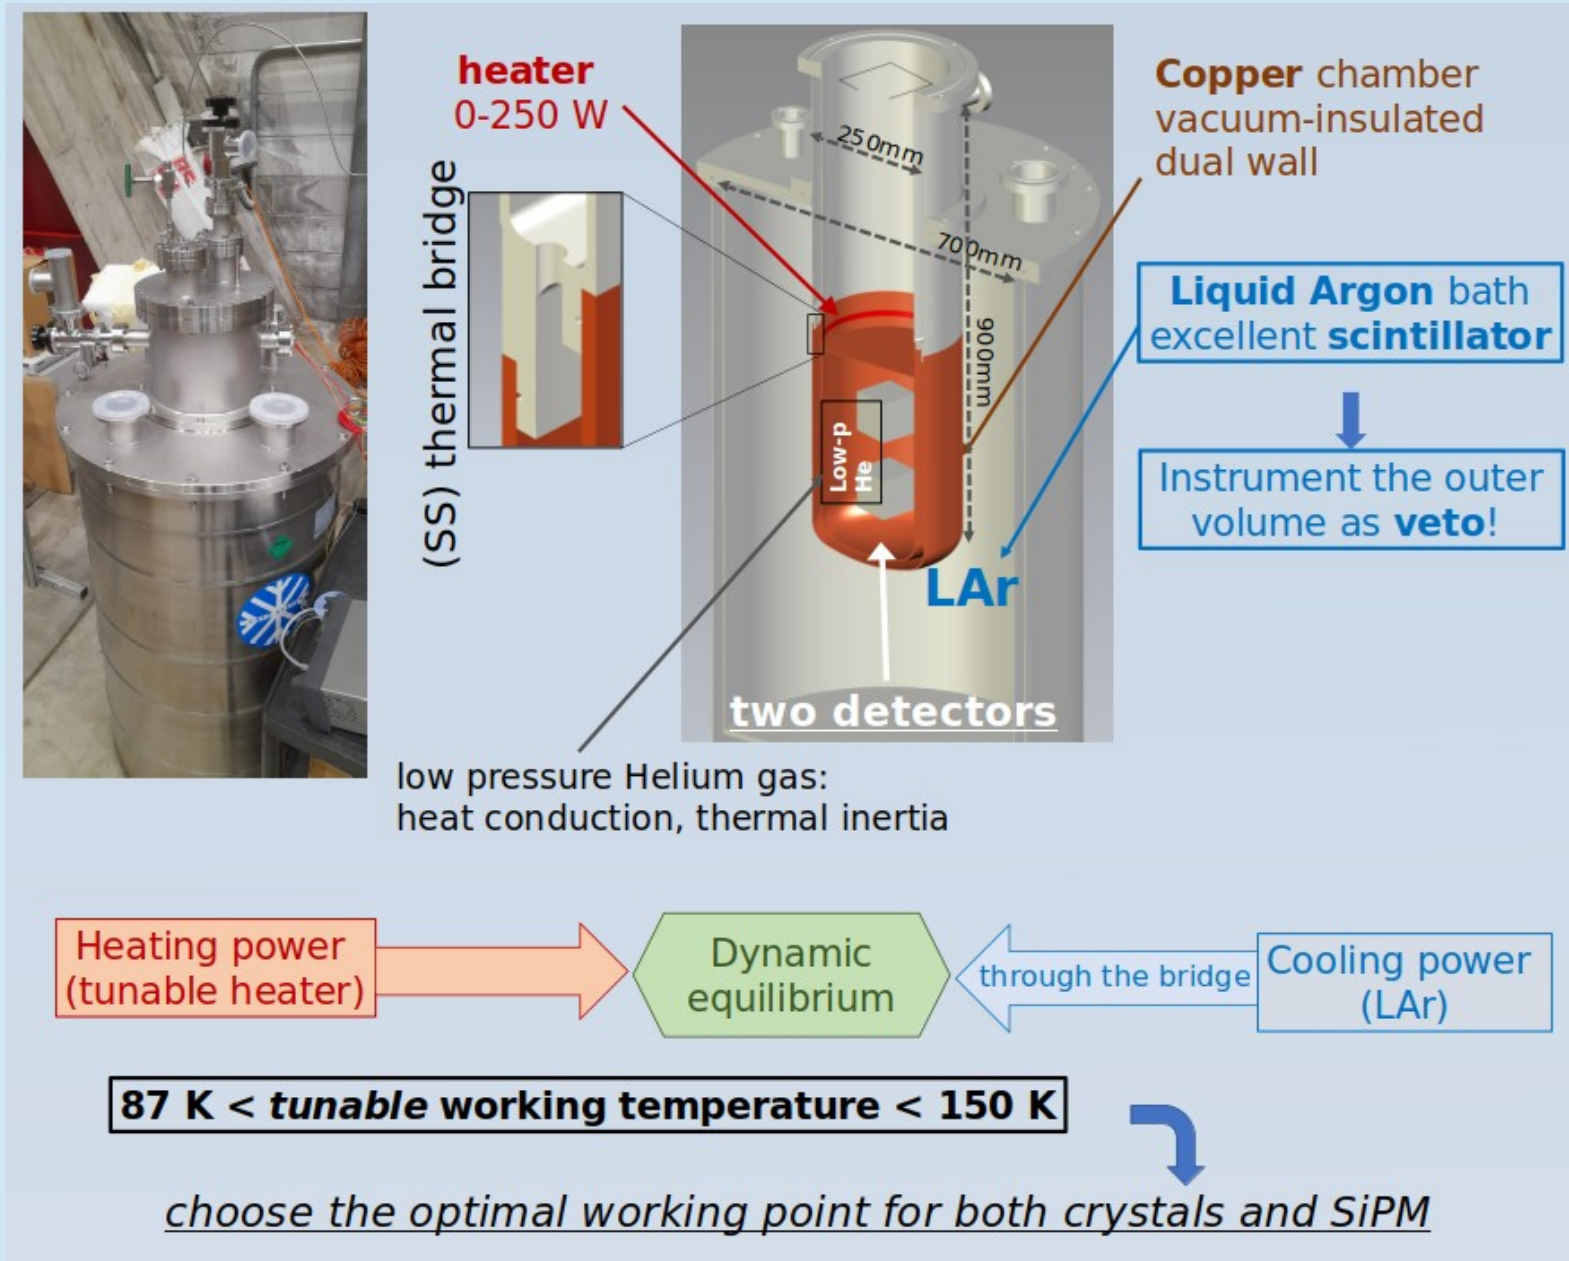 heater
0-250 W
(SS) thermal bridge
250mm
700mm
900mm
Low-p
He
LAr
two detectors
Copper chamber
vacuum-insulated
dual wall
Liquid Argon bath
excellent scintillator
Instrument the outer
volume as veto!
low pressure Helium gas:
heat conduction, thermal inertia
Heating power
(tunable heater)
Dynamic
equilibrium
through the bridge
Cooling power
(LAr)
87 K < tunable working temperature < 150 K
choose the optimal working point for both crystals and SiPM